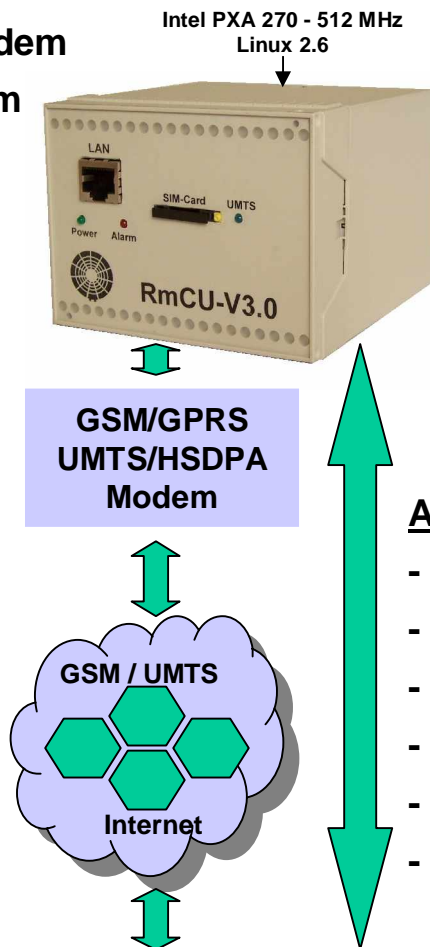 Intel PXA 270 - 512 MHz
Linux 2.6
LAN
SIM-Card
UMTS
Power
Alarm
RmCU-V3.0
GSM/GPRS
UMTS/HSDPA
Modem
GSM / UMTS
Internet
-
-
-
-
-
-